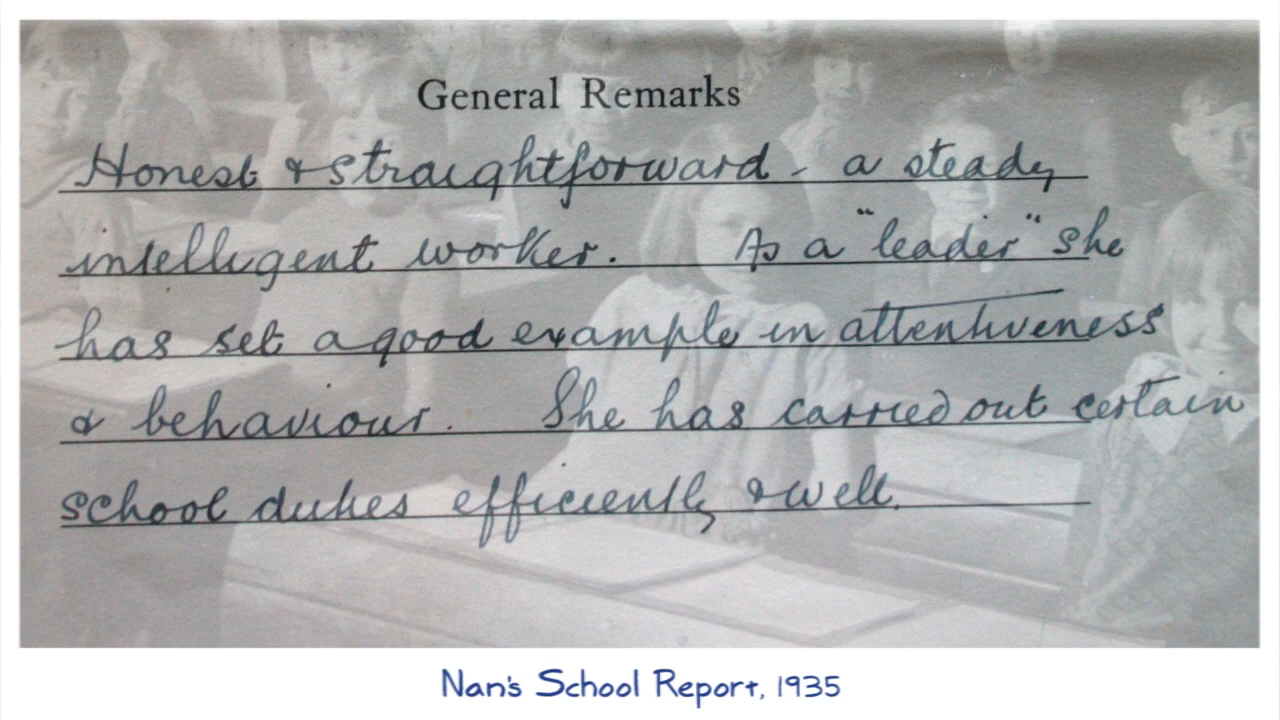 General Remarks
Honest & straightforward - a steady
intelligent worker. As a "leader" she
has set a good example in attentiveness
& behaviour. She has carried out certain
school duties efficiently & well.
Nan's School Report, 1935